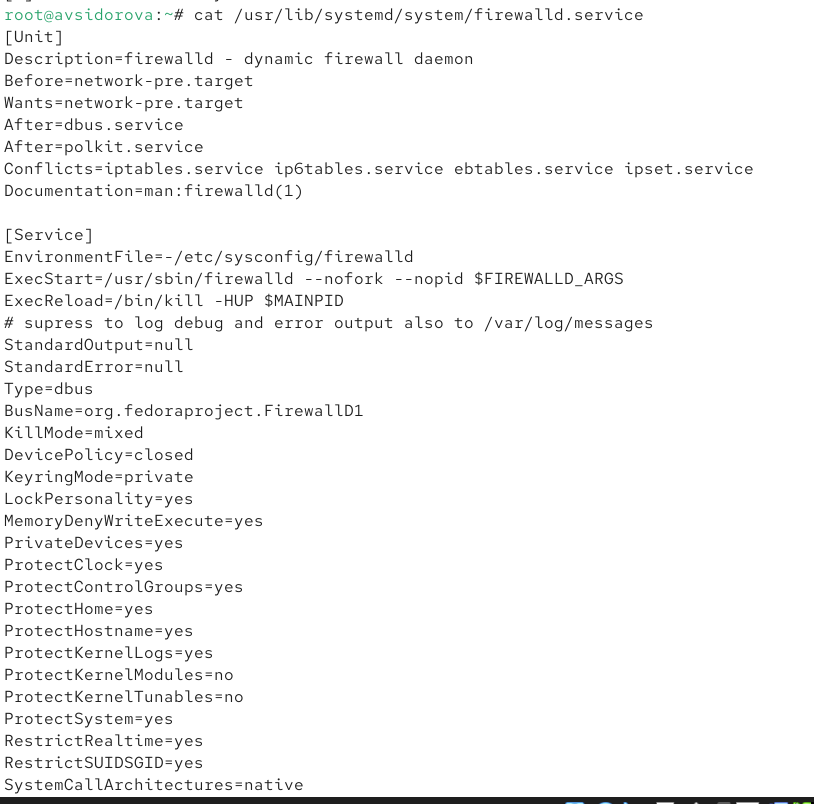 root@avsidorova:~# cat /usr/lib/systemd/system/firewalld.service
[Unit]
Description=firewalld - dynamic firewall daemon
Before=network-pre.target
Wants=network-pre.target
After=dbus.service
After=polkit.service
Conflicts=iptables.service ip6tables.service ebtables.service ipset.service
Documentation=man:firewalld(1)

[Service]
EnvironmentFile=-/etc/sysconfig/firewalld
ExecStart=/usr/sbin/firewalld --nofork --nopid $FIREWALLD_ARGS
ExecReload=/bin/kill -HUP $MAINPID
# supress to log debug and error output also to /var/log/messages
StandardOutput=null
StandardError=null
Type=dbus
BusName=org.fedoraproject.FirewallD1
KillMode=mixed
DevicePolicy=closed
KeyringMode=private
LockPersonality=yes
MemoryDenyWriteExecute=yes
PrivateDevices=yes
ProtectClock=yes
ProtectControlGroups=yes
ProtectHome=yes
ProtectHostname=yes
ProtectKernelLogs=yes
ProtectKernelModules=no
ProtectKernelTunables=no
ProtectSystem=yes
RestrictRealtime=yes
RestrictSUIDSGID=yes
SystemCallArchitectures=native